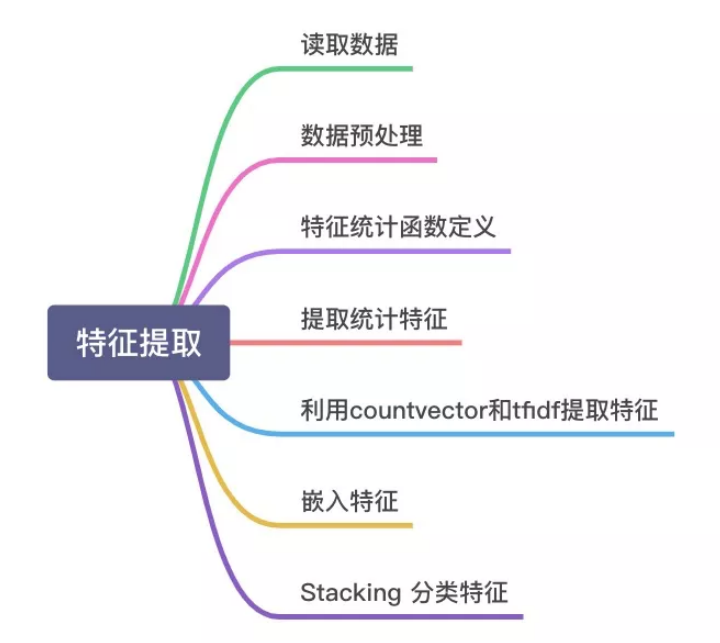 读取数据
数据预处理
特征统计函数定义
特征提取
提取统计特征
利用countvector和tfidf提取特征
嵌入特征
Stacking 分类特征